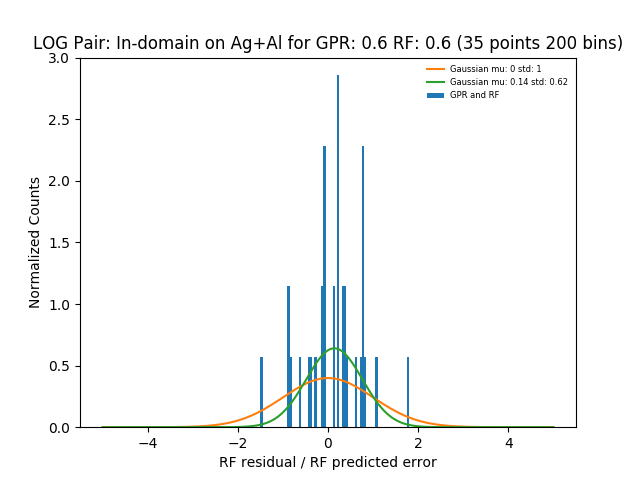 LOG Pair: In-domain on Ag+Al for GPR: 0.6 RF: 0.6 (35 points 200 bins)
Gaussian mu: 0 std: 1
Gaussian mu: 0.14 std: 0.62
GPR and RF
3.0
2.5
2.0
1.5
1.0
0.5
0.0
Normalized Counts
−4 −2 0 2 4
RF residual / RF predicted error